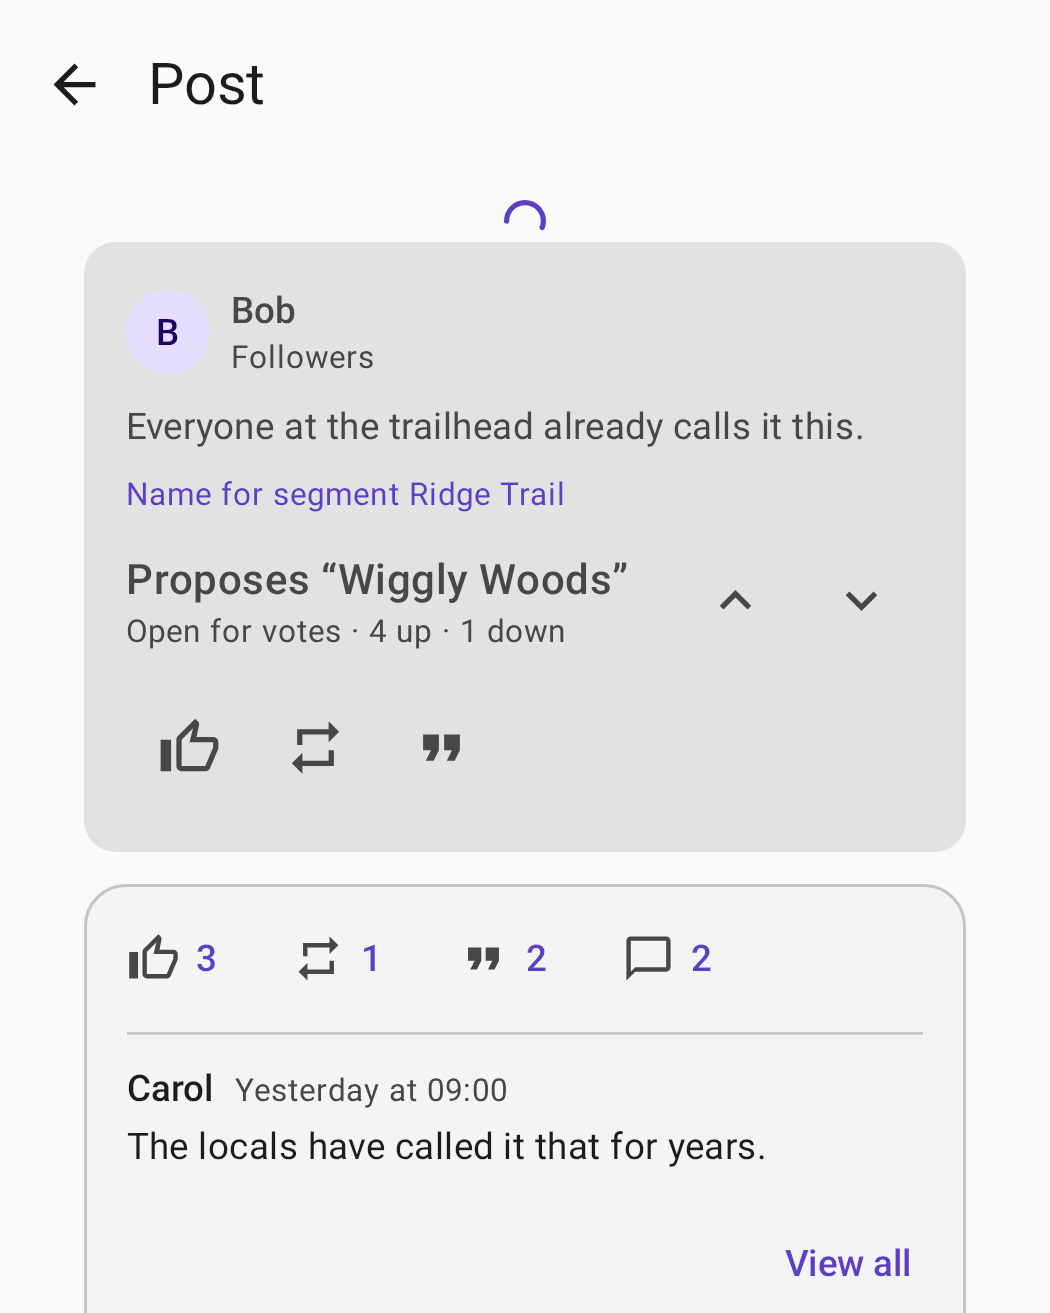 Post
B
Bob
Followers
Everyone at the trailhead already calls it this.
Name for segment Ridge Trail
Proposes “Wiggly Woods”
Open for votes · 4 up · 1 down
3 1 2 2
Carol Yesterday at 09:00
The locals have called it that for years.
View all